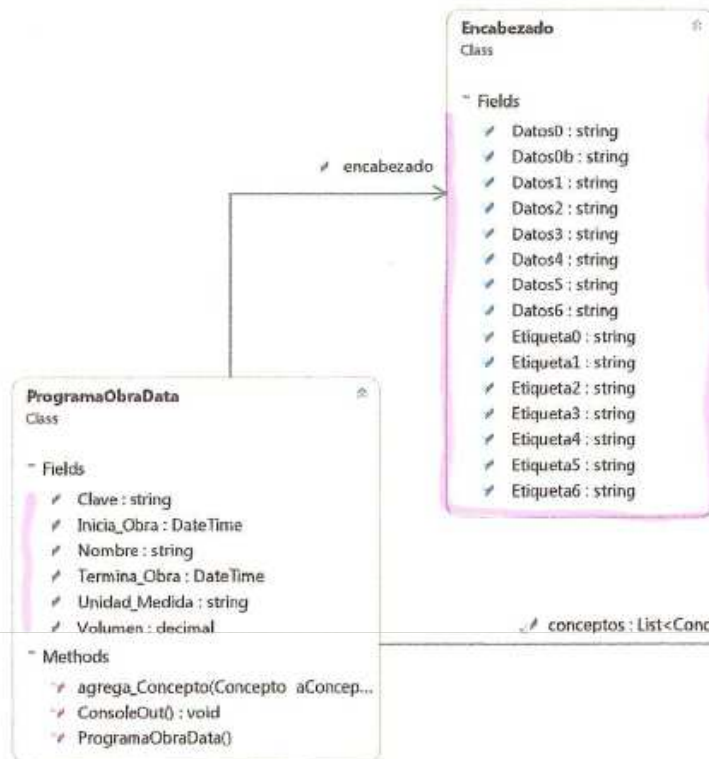 Encabezado
Class
Fields
Datos0 : string
Datos0b : string
Datos1 : string
Datos2 : string
Datos3 : string
Datos4 : string
Datos5 : string
Datos6 : string
Etiqueta0 : string
Etiqueta1 : string
Etiqueta2 : string
Etiqueta3 : string
Etiqueta4 : string
Etiqueta5 : string
Etiqueta6 : string
encabezado
ProgramaObraData
Class
Fields
Clave : string
Inicia_Obra : DateTime
Nombre : string
Termina_Obra : DateTime
Unidad_Medida : string
Volumen : decimal
Methods
agrega_Concepto(Concepto aConcep...
ConsoleOut() : void
ProgramaObraData()
conceptos : List<Conc